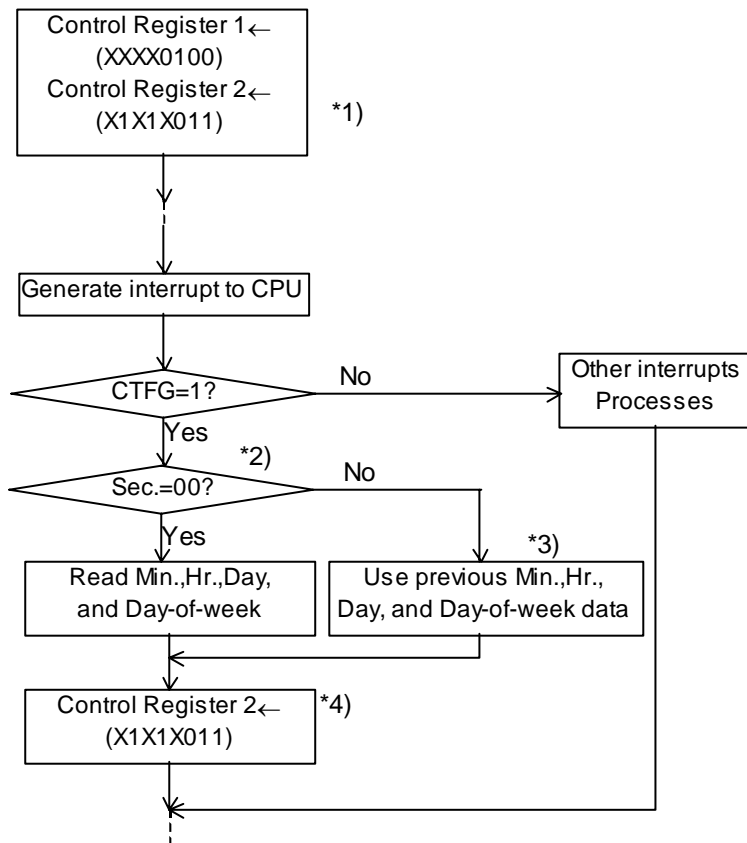 Control Register 1←
(XXXX0100)
Control Register 2←
(X1X1X011)
*1)
Generate interrupt to CPU
CTFG=1?
No
Other interrupts
Processes
Yes
*2)
Sec.=00?
No
Yes
*3)
Read Min.,Hr.,Day,
and Day-of-week
Use previous Min.,Hr.,
Day, and Day-of-week data
Control Register 2←
(X1X1X011)
*4)